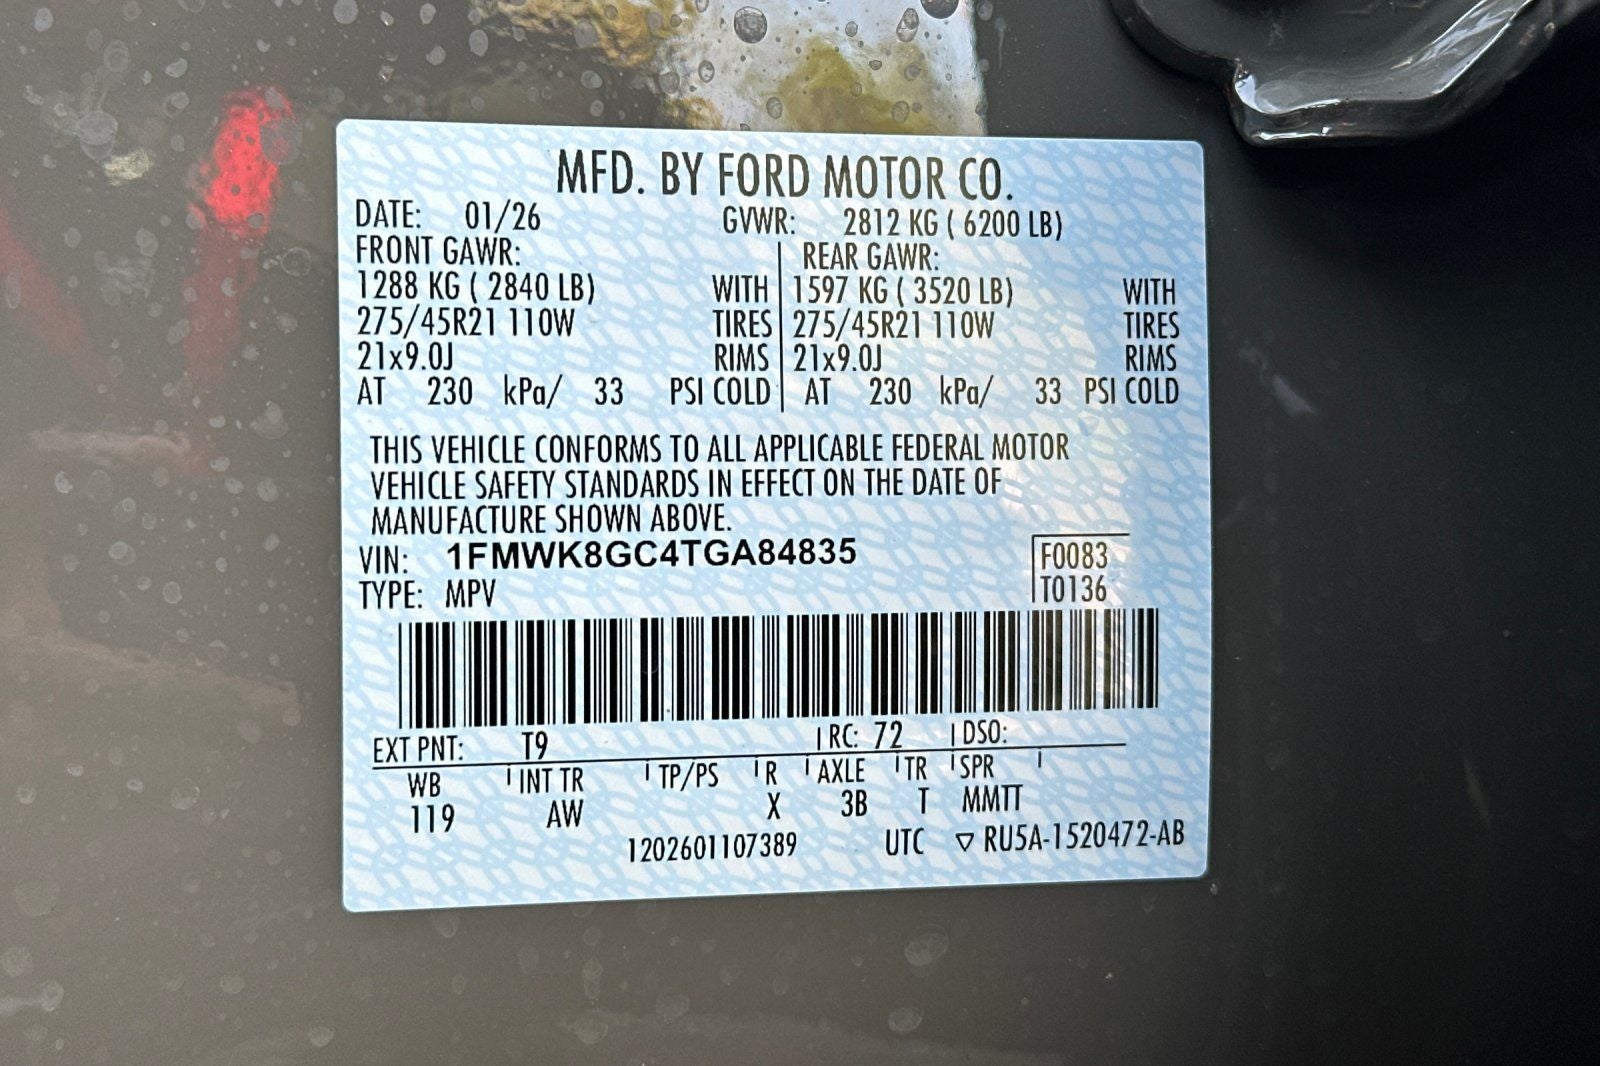 MFD. BY FORD MOTOR CO.
DATE: 01/26 GVWR: 2812 KG ( 6200 LB)
FRONT GAWR: REAR GAWR:
1288 KG ( 2840 LB) WITH 1597 KG ( 3520 LB) WITH
275/45R21 110W TIRES 275/45R21 110W TIRES
21x9.0J RIMS 21x9.0J RIMS
AT 230 kPa/ 33 PSI COLD AT 230 kPa/ 33 PSI COLD
THIS VEHICLE CONFORMS TO ALL APPLICABLE FEDERAL MOTOR
VEHICLE SAFETY STANDARDS IN EFFECT ON THE DATE OF
MANUFACTURE SHOWN ABOVE.
VIN: 1FMWK8GC4TGA84835 F0083
TYPE: MPV T0136
EXT PNT: T9 RC: 72 DSO:
WB INT TR TP/PS R AXLE TR SPR
119 AW X 3B T MMTT
1202601107389 UTC ▽ RU5A-1520472-AB